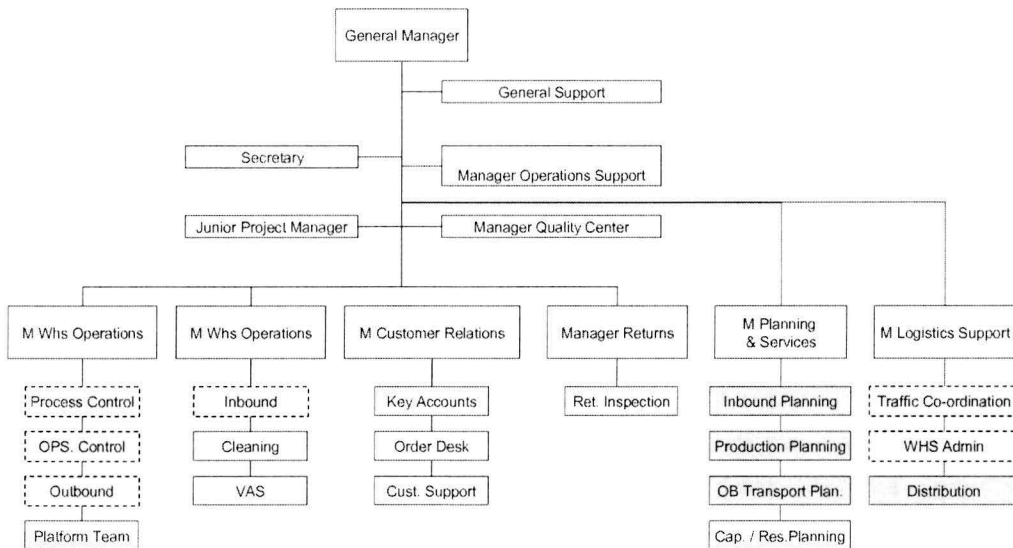 General Manager
General Support
Secretary
Manager Operations Support
Junior Project Manager
Manager Quality Center
M Whs Operations
M Whs Operations
M Customer Relations
Manager Returns
M Planning
& Services
M Logistics Support
Process Control
Inbound
Key Accounts
Ret. Inspection
Inbound Planning
Traffic Co-ordination
OPS. Control
Cleaning
Order Desk
Production Planning
WHS Admin
Outbound
VAS
Cust. Support
OB Transport Plan.
Distribution
Platform Team
Cap. / Res.Planning